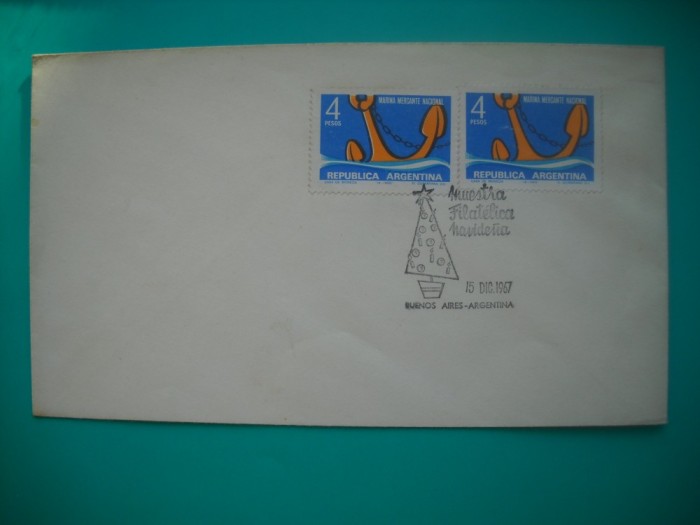 4 MARINA MERCANTE NACIONAL
PESOS
REPUBLICA ARGENTINA
4 MARINA MERCANTE NACIONAL
PESOS
REPUBLICA ARGENTINA
Muestra
Filatélica
Navideña
15 DIC. 1967
BUENOS AIRES-ARGENTINA